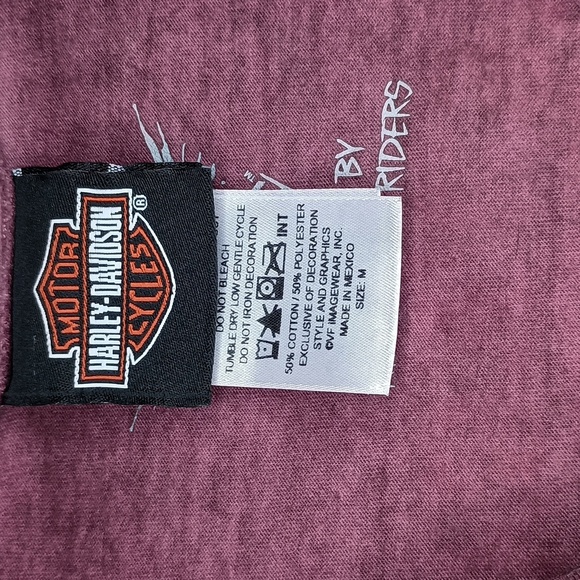 MOTOR
HARLEY-DAVIDSON
CYCLES
®
DO NOT BLEACH
TUMBLE DRY LOW GENTLE CYCLE
DO NOT IRON DECORATION
INT
50% COTTON / 50% POLYESTER
EXCLUSIVE OF DECORATION
STYLE AND GRAPHICS
©VF IMAGEWEAR, INC.
MADE IN MEXICO
SIZE: M
™
BY
RIDERS